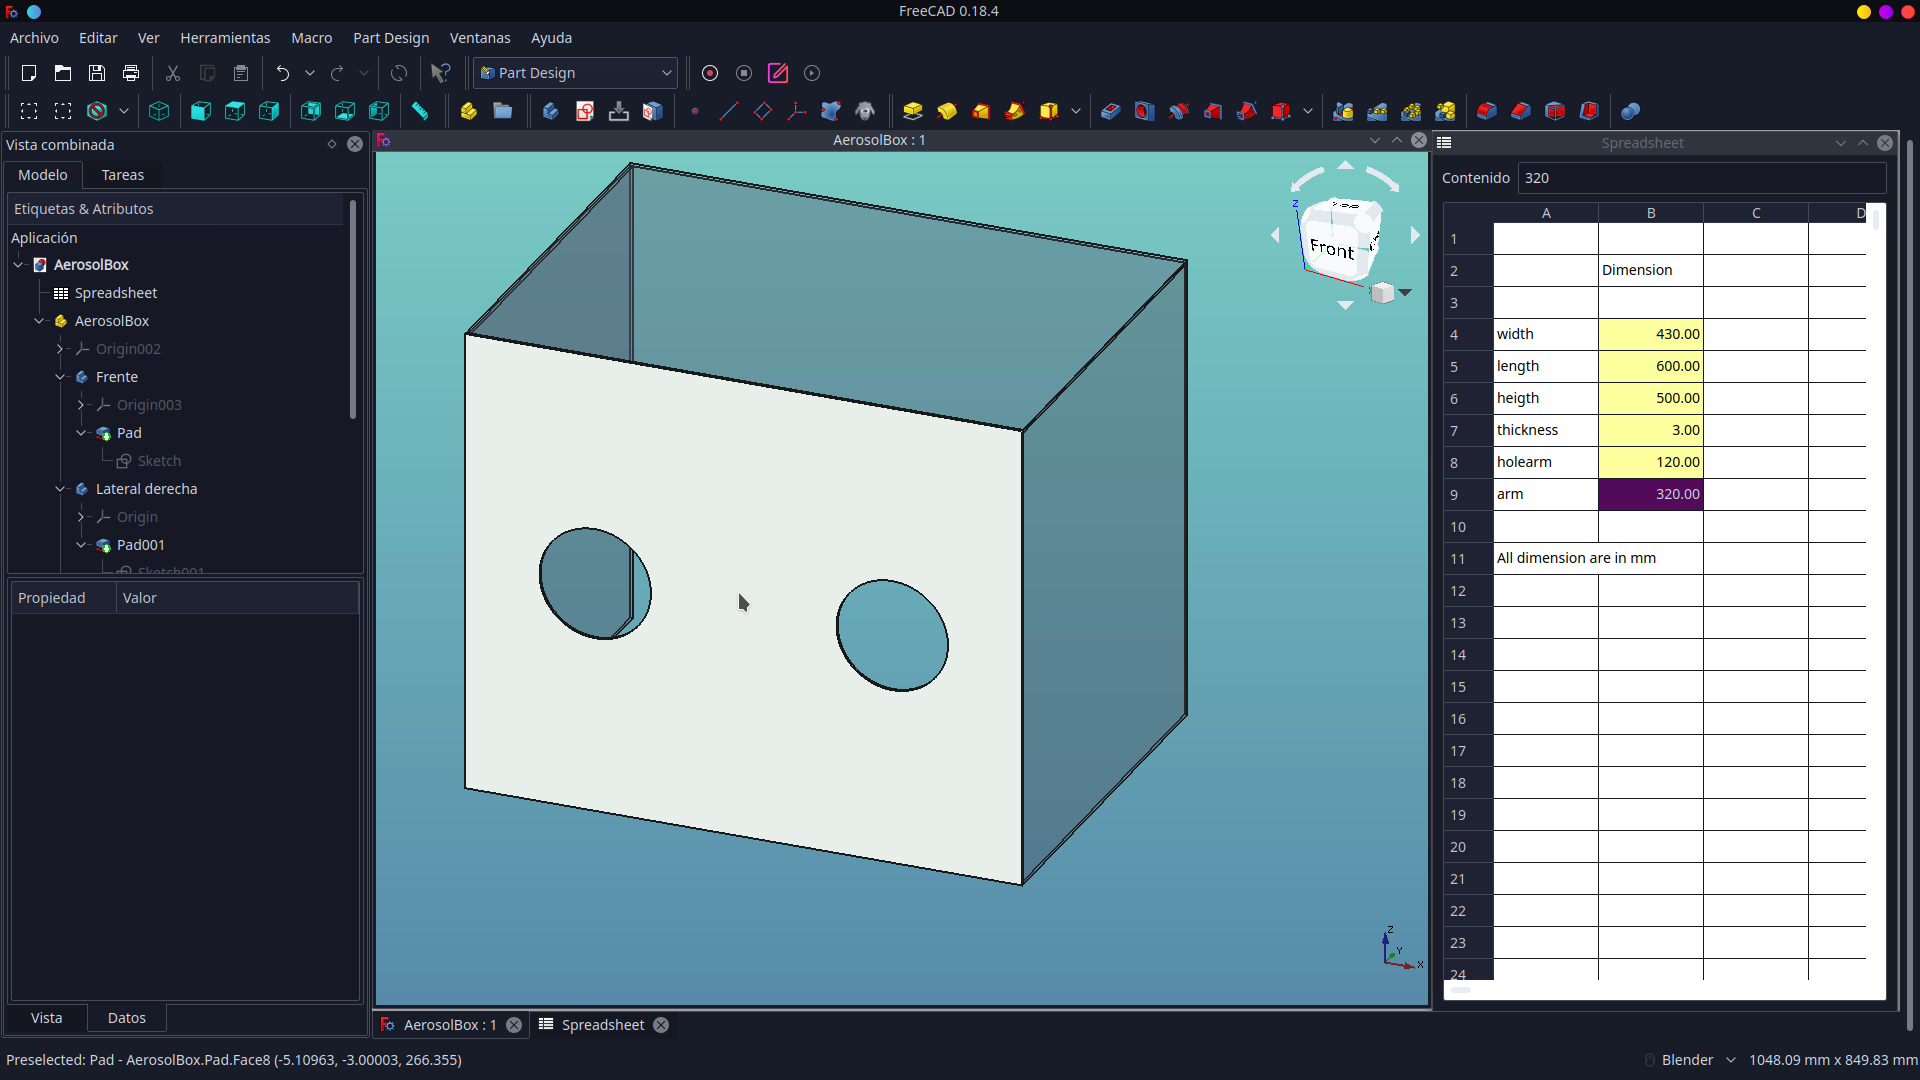 FreeCAD 0.18.4
Archivo Editar Ver Herramientas Macro Part Design Ventanas Ayuda
Part Design
Vista combinada
Modelo Tareas
Etiquetas & Atributos
Aplicación
AerosolBox
Spreadsheet
AerosolBox
Origin002
Frente
Origin003
Pad
Sketch
Lateral derecha
Origin
Pad001
Sketch001
Propiedad Valor
Vista Datos
AerosolBox : 1
Front
Z
Z
Y
X
AerosolBox : 1 Spreadsheet
Spreadsheet
Contenido 320
A B C D
1
2 Dimension
3
4 width 430.00
5 length 600.00
6 heigth 500.00
7 thickness 3.00
8 holearm 120.00
9 arm 320.00
10
11 All dimension are in mm
12
13
14
15
16
17
18
19
20
21
22
23
24
Preselected: Pad - AerosolBox.Pad.Face8 (-5.10963, -3.00003, 266.355)
Blender 1048.09 mm x 849.83 mm